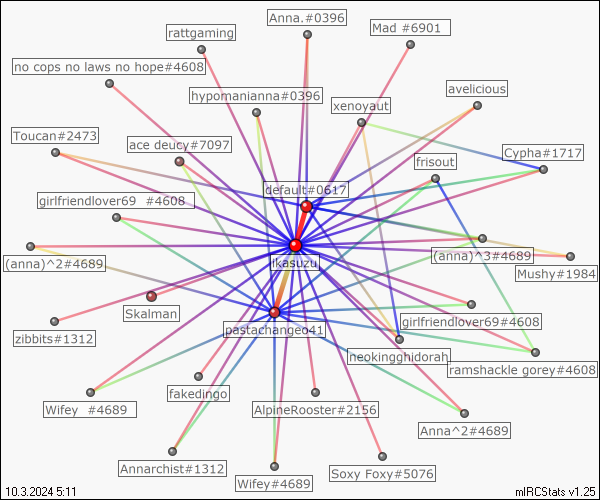 Anna.#0396
rattgaming
Mad #6901
no cops no laws no hope#4608
avelicious
hypomanianna#0396
xenoyaut
Toucan#2473
ace deucy#7097
Cypha#1717
frisout
default#0617
girlfriendlover69 #4608
(anna)^2#4689
ikasuzu
(anna)^3#4689
Mushy#1984
Skalman
zibbits#1312
pastachangeo41
girlfriendlover69#4608
neokingghidorah
ramshackle gorey#4608
fakedingo
Wifey #4689
AlpineRooster#2156
Anna^2#4689
Annarchist#1312
Wifey#4689
Soxy Foxy#5076
10.3.2024 5:11
mIRCStats v1.25